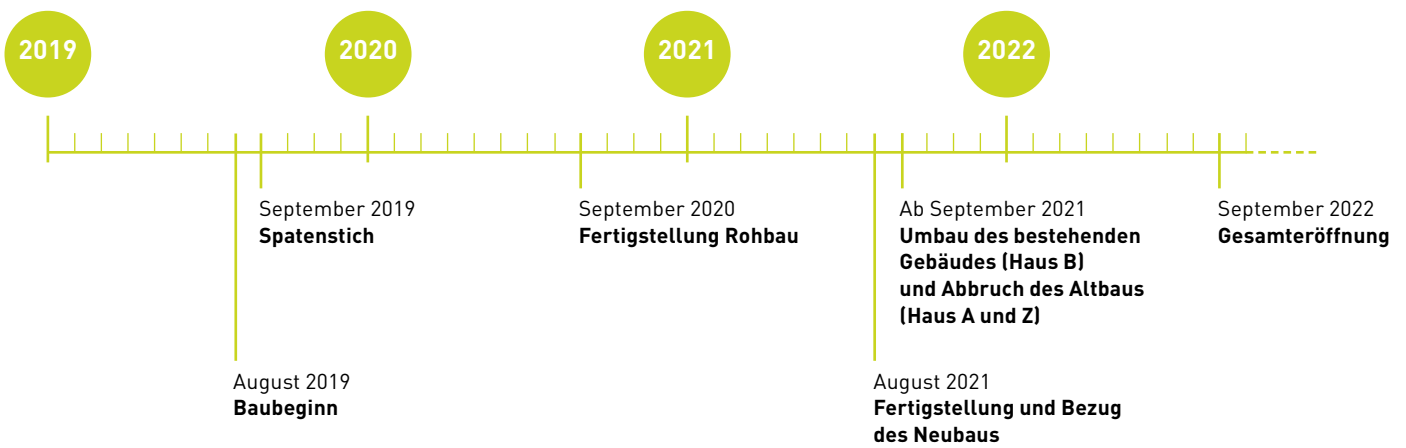 2019
2020
2021
2022
September 2019
Spatenstich
September 2020
Fertigstellung Rohbau
Ab September 2021
Umbau des bestehenden
Gebäudes (Haus B)
und Abbruch des Altbaus
(Haus A und Z)
September 2022
Gesamteröffnung
August 2019
Baubeginn
August 2021
Fertigstellung und Bezug
des Neubaus